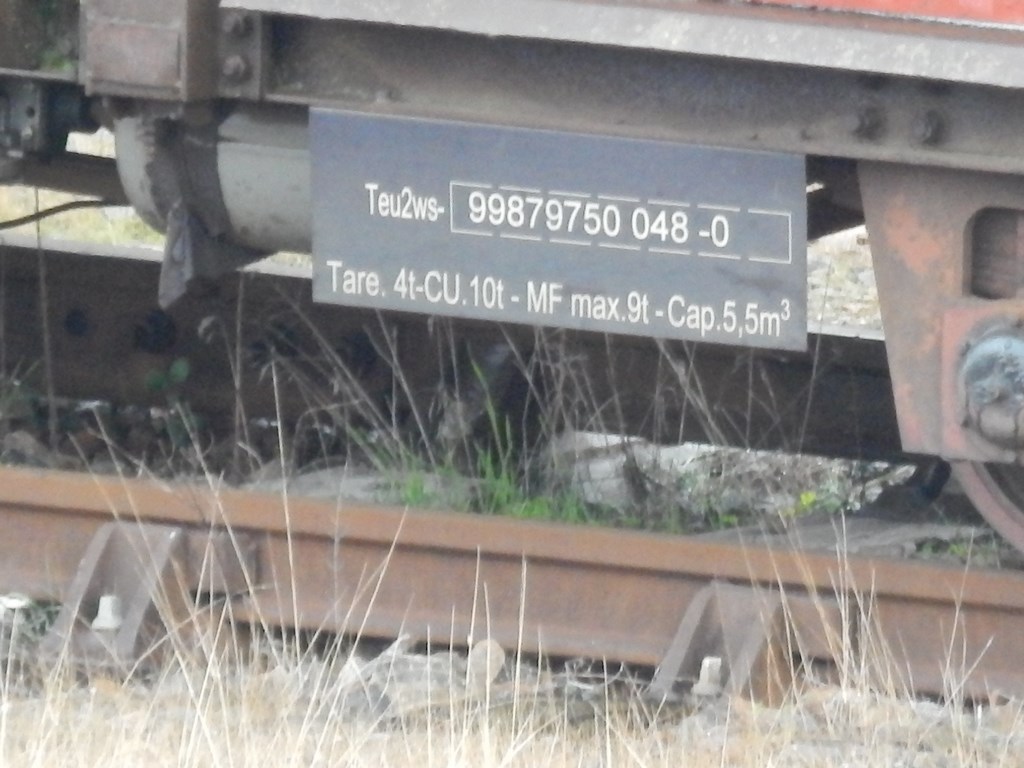 Teu2ws- 99879750 048 -0
Tare. 4t-CU.10t - MF max.9t - Cap.5,5m³